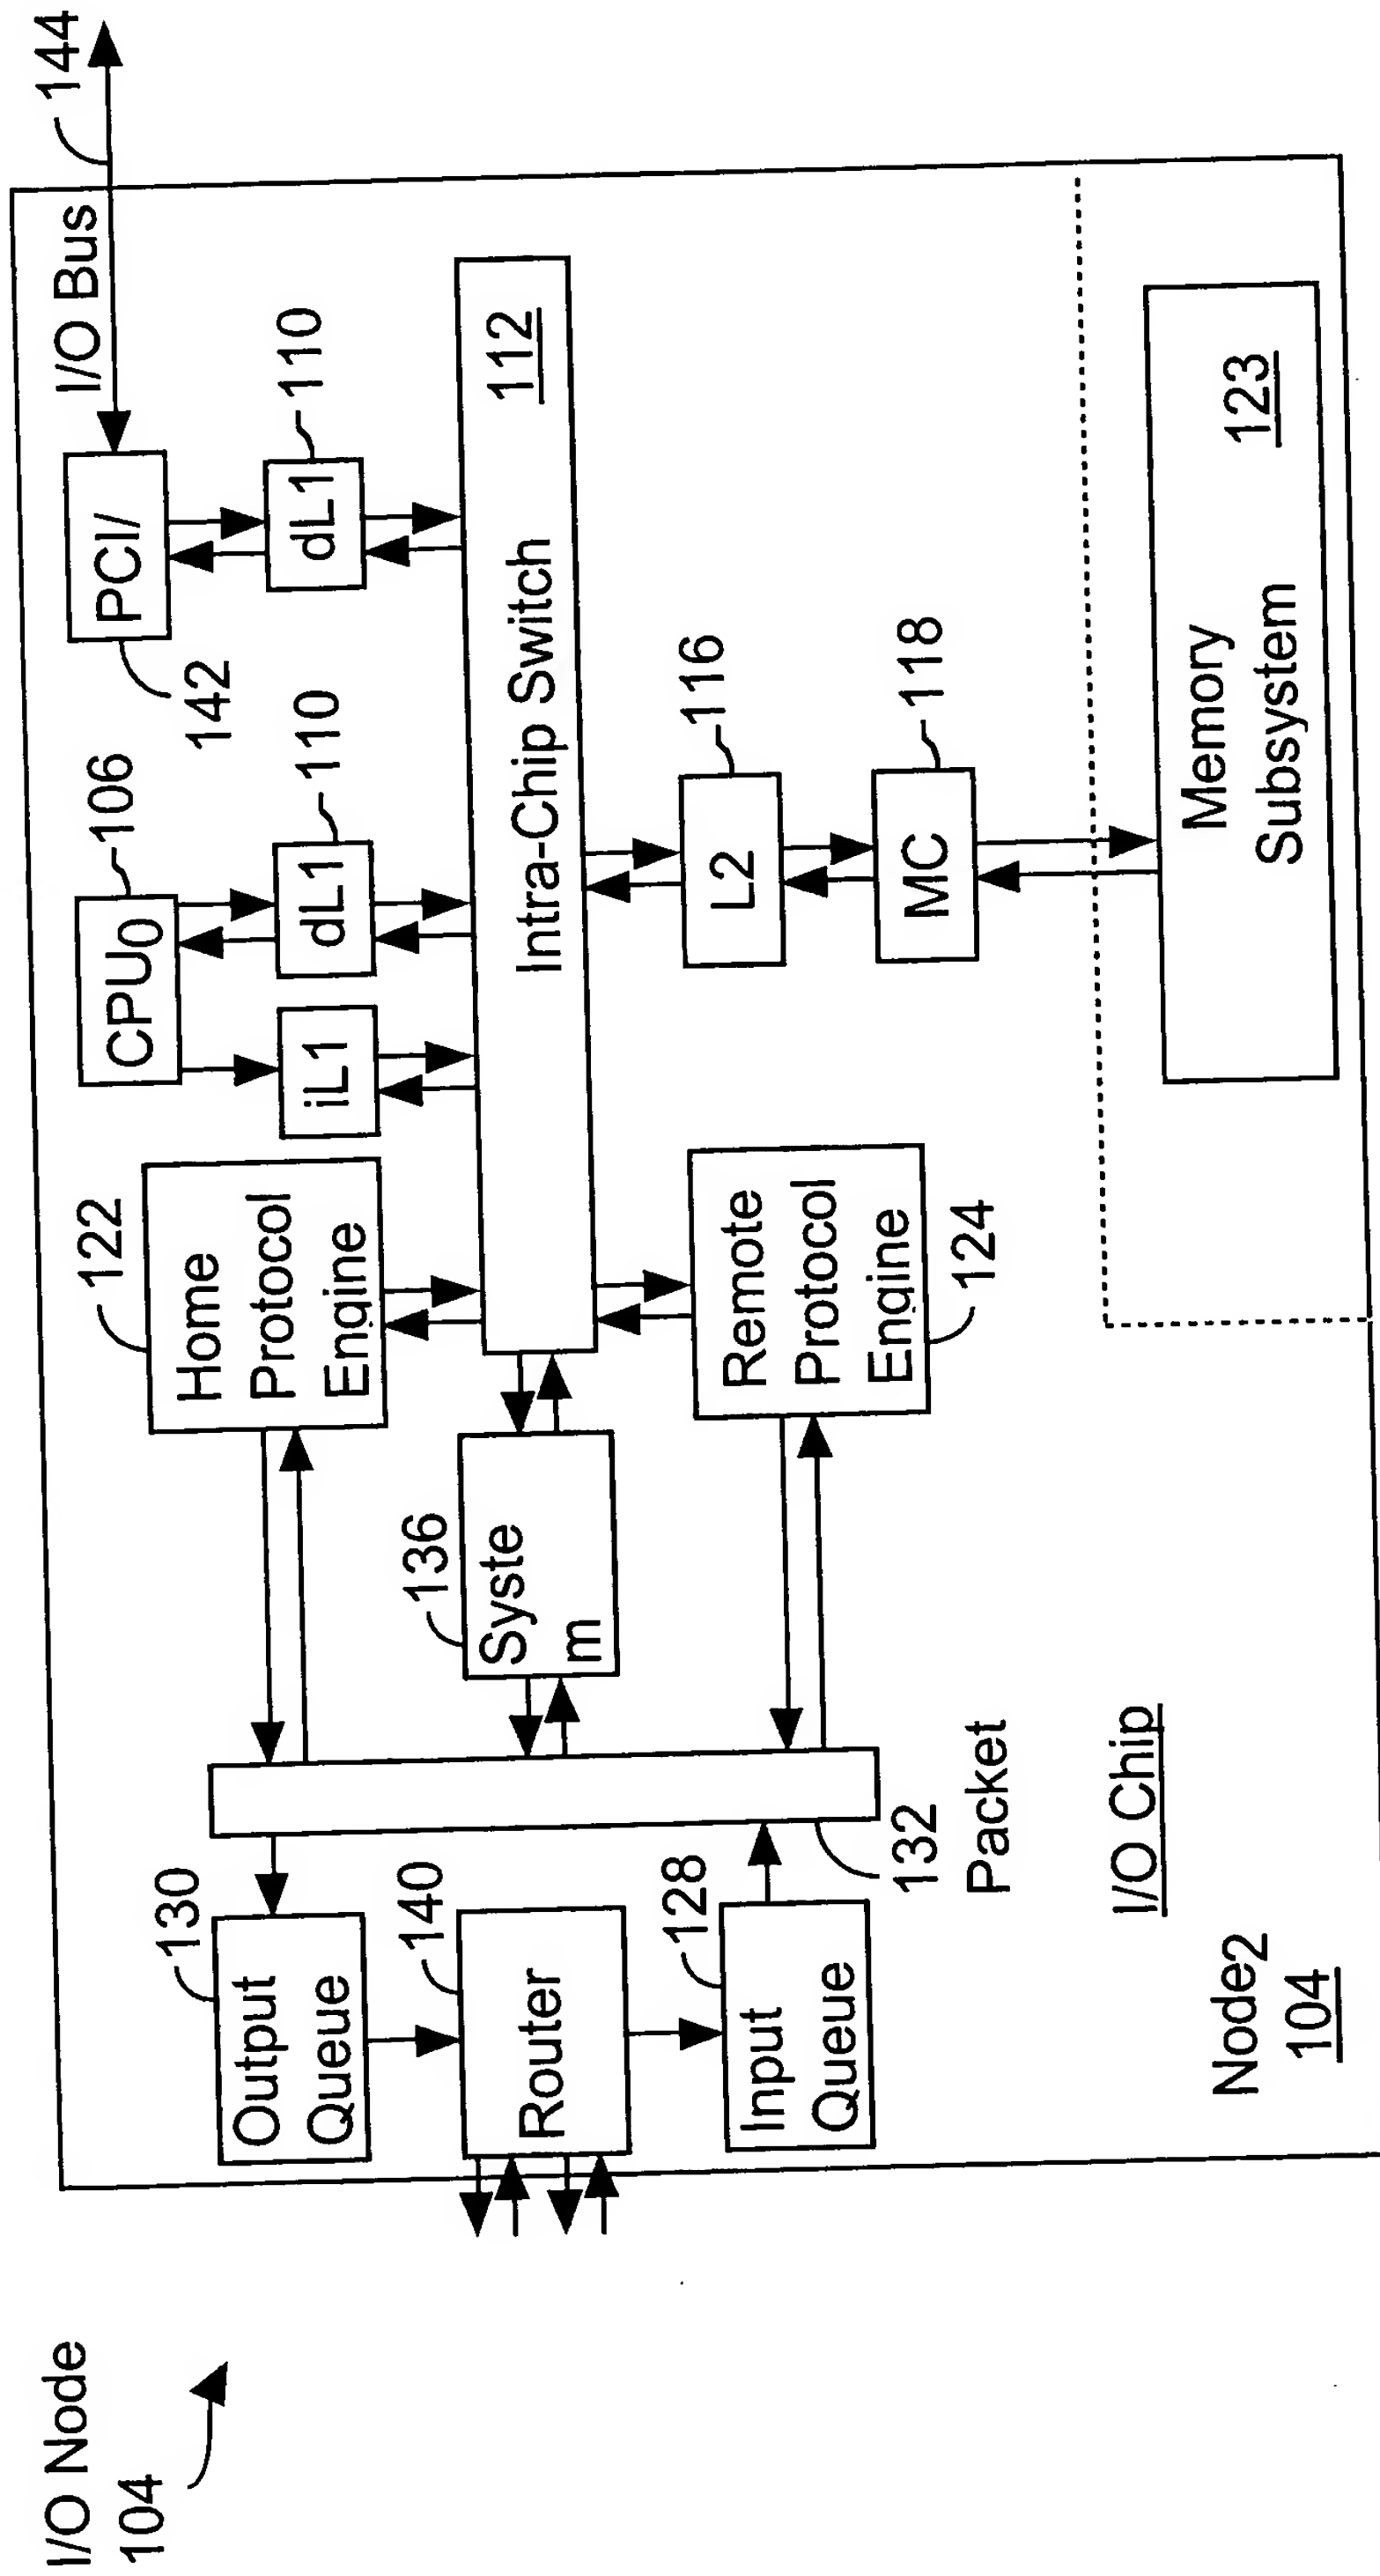 I/O Node
104
I/O Bus
144
PCI/
142
CPU0
106
dL1
110
dL1
110
iL1
Home
Protocol
Engine
122
Intra-Chip Switch
112
Syste
m
136
Output
Queue
130
Router
140
Input
Queue
128
132
Packet
Remote
Protocol
Engine
124
L2
116
MC
118
Memory
Subsystem
123
I/O Chip
Node2
104